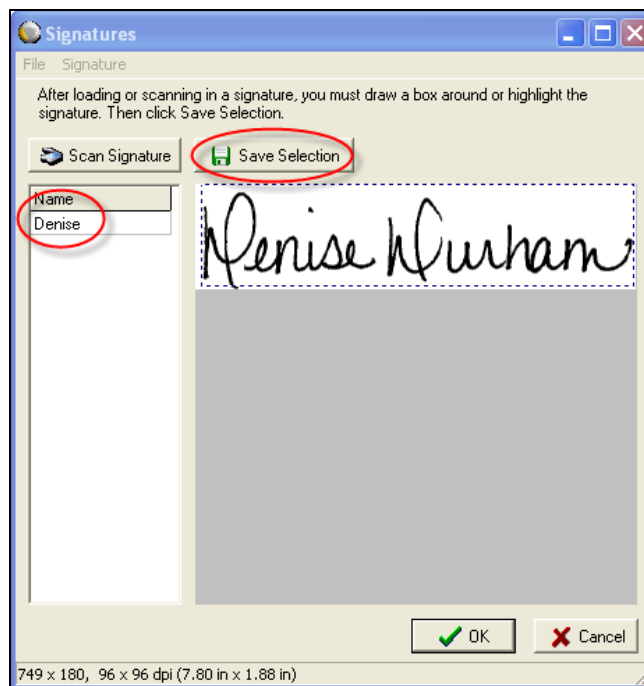 Signatures
File Signature
After loading or scanning in a signature, you must draw a box around or highlight the
signature. Then click Save Selection.
Scan Signature Save Selection
Name
Denise
Denise Durham
OK Cancel
749 x 180, 96 x 96 dpi (7.80 in x 1.88 in)